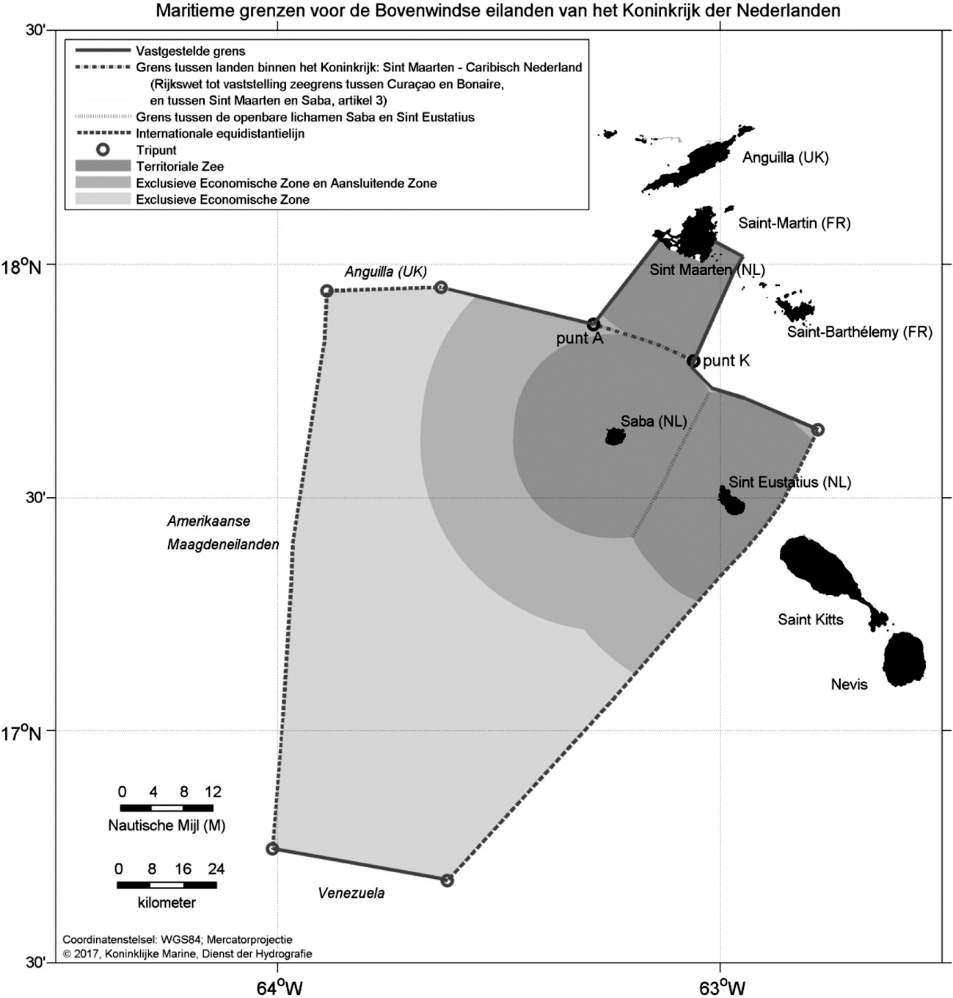 Maritieme grenzen voor de Bovenwindse eilanden van het Koninkrijk der Nederlanden
30'
Vastgestelde grens
Grens tussen landen binnen het Koninkrijk: Sint Maarten - Caribisch Nederland
(Rijkswet tot vaststelling zeegrens tussen Curaçao en Bonaire,
en tussen Sint Maarten en Saba, artikel 3)
Grens tussen de openbare lichamen Saba en Sint Eustatius
Internationale equidistantielijn
Tripunt
Territoriale Zee
Exclusieve Economische Zone en Aansluitende Zone
Exclusieve Economische Zone
Anguilla (UK)
Saint-Martin (FR)
18°N
Anguilla (UK)
Sint Maarten (NL)
Saint-Barthélemy (FR)
punt A
punt K
Saba (NL)
Sint Eustatius (NL)
30'
Amerikaanse
Maagdeneilanden
Saint Kitts
Nevis
17°N
0 4 8 12
Nautische Mijl (M)
0 8 16 24
kilometer
Venezuela
Coordinatenstelsel: WGS84; Mercatorprojectie
© 2017, Koninklijke Marine, Dienst der Hydrografie
30'
64°W
63°W